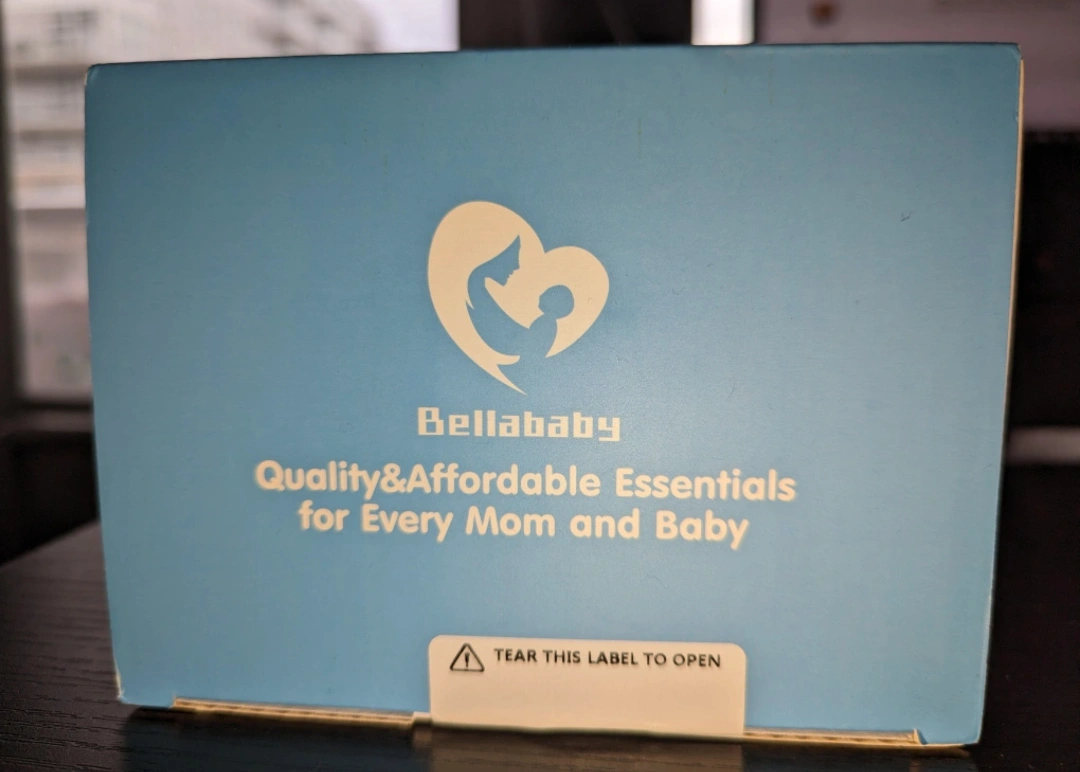 Bellababy
Quality&Affordable Essentials
for Every Mom and Baby
TEAR THIS LABEL TO OPEN